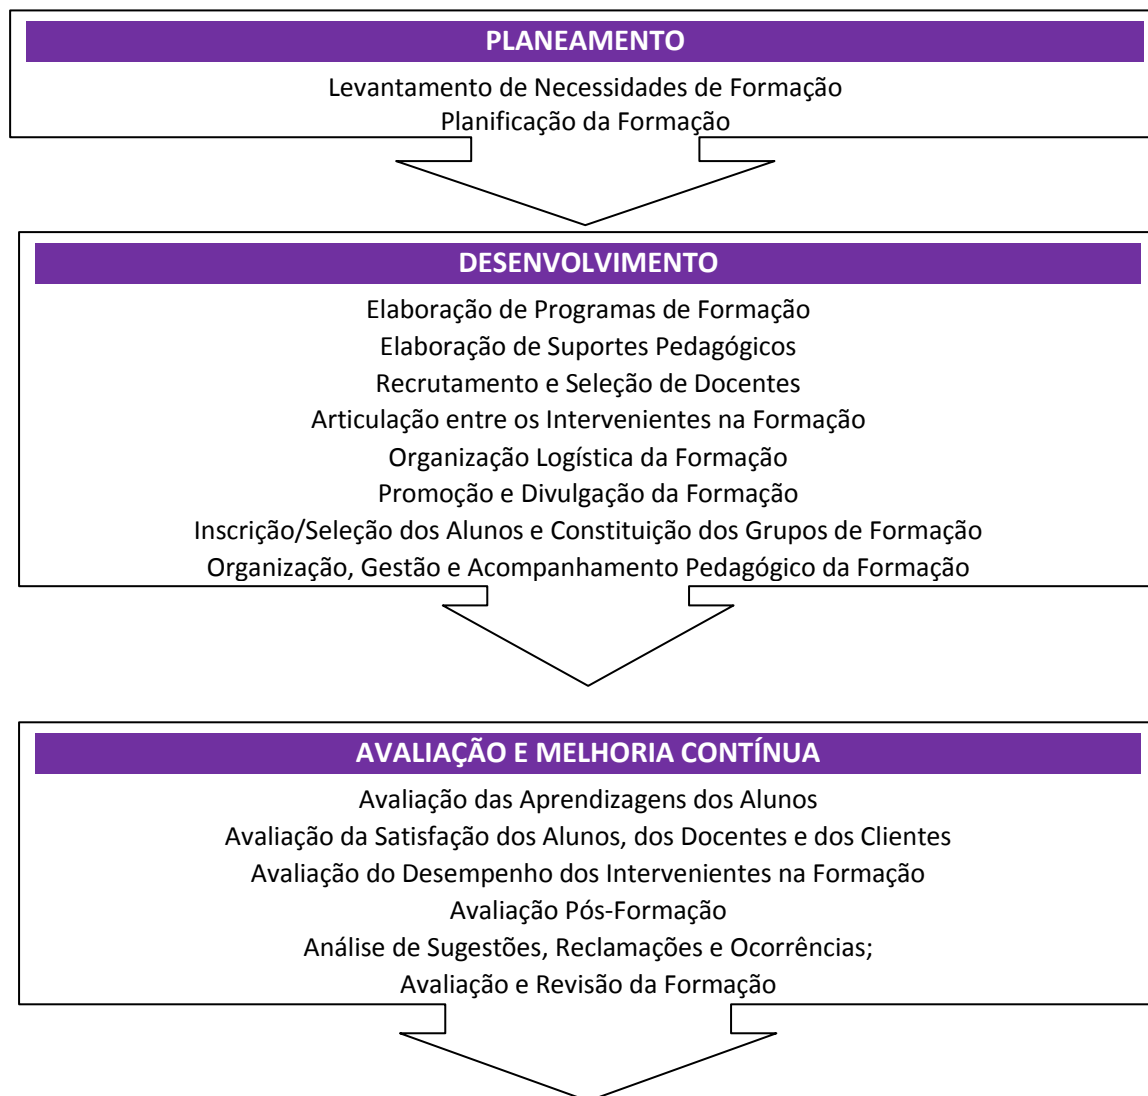 PLANEAMENTO
Levantamento de Necessidades de Formação
Planificação da Formação
DESENVOLVIMENTO
Elaboração de Programas de Formação
Elaboração de Suportes Pedagógicos
Recrutamento e Seleção de Docentes
Articulação entre os Intervenientes na Formação
Organização Logística da Formação
Promoção e Divulgação da Formação
Inscrição/Seleção dos Alunos e Constituição dos Grupos de Formação
Organização, Gestão e Acompanhamento Pedagógico da Formação
AVALIAÇÃO E MELHORIA CONTÍNUA
Avaliação das Aprendizagens dos Alunos
Avaliação da Satisfação dos Alunos, dos Docentes e dos Clientes
Avaliação do Desempenho dos Intervenientes na Formação
Avaliação Pós-Formação
Análise de Sugestões, Reclamações e Ocorrências;
Avaliação e Revisão da Formação